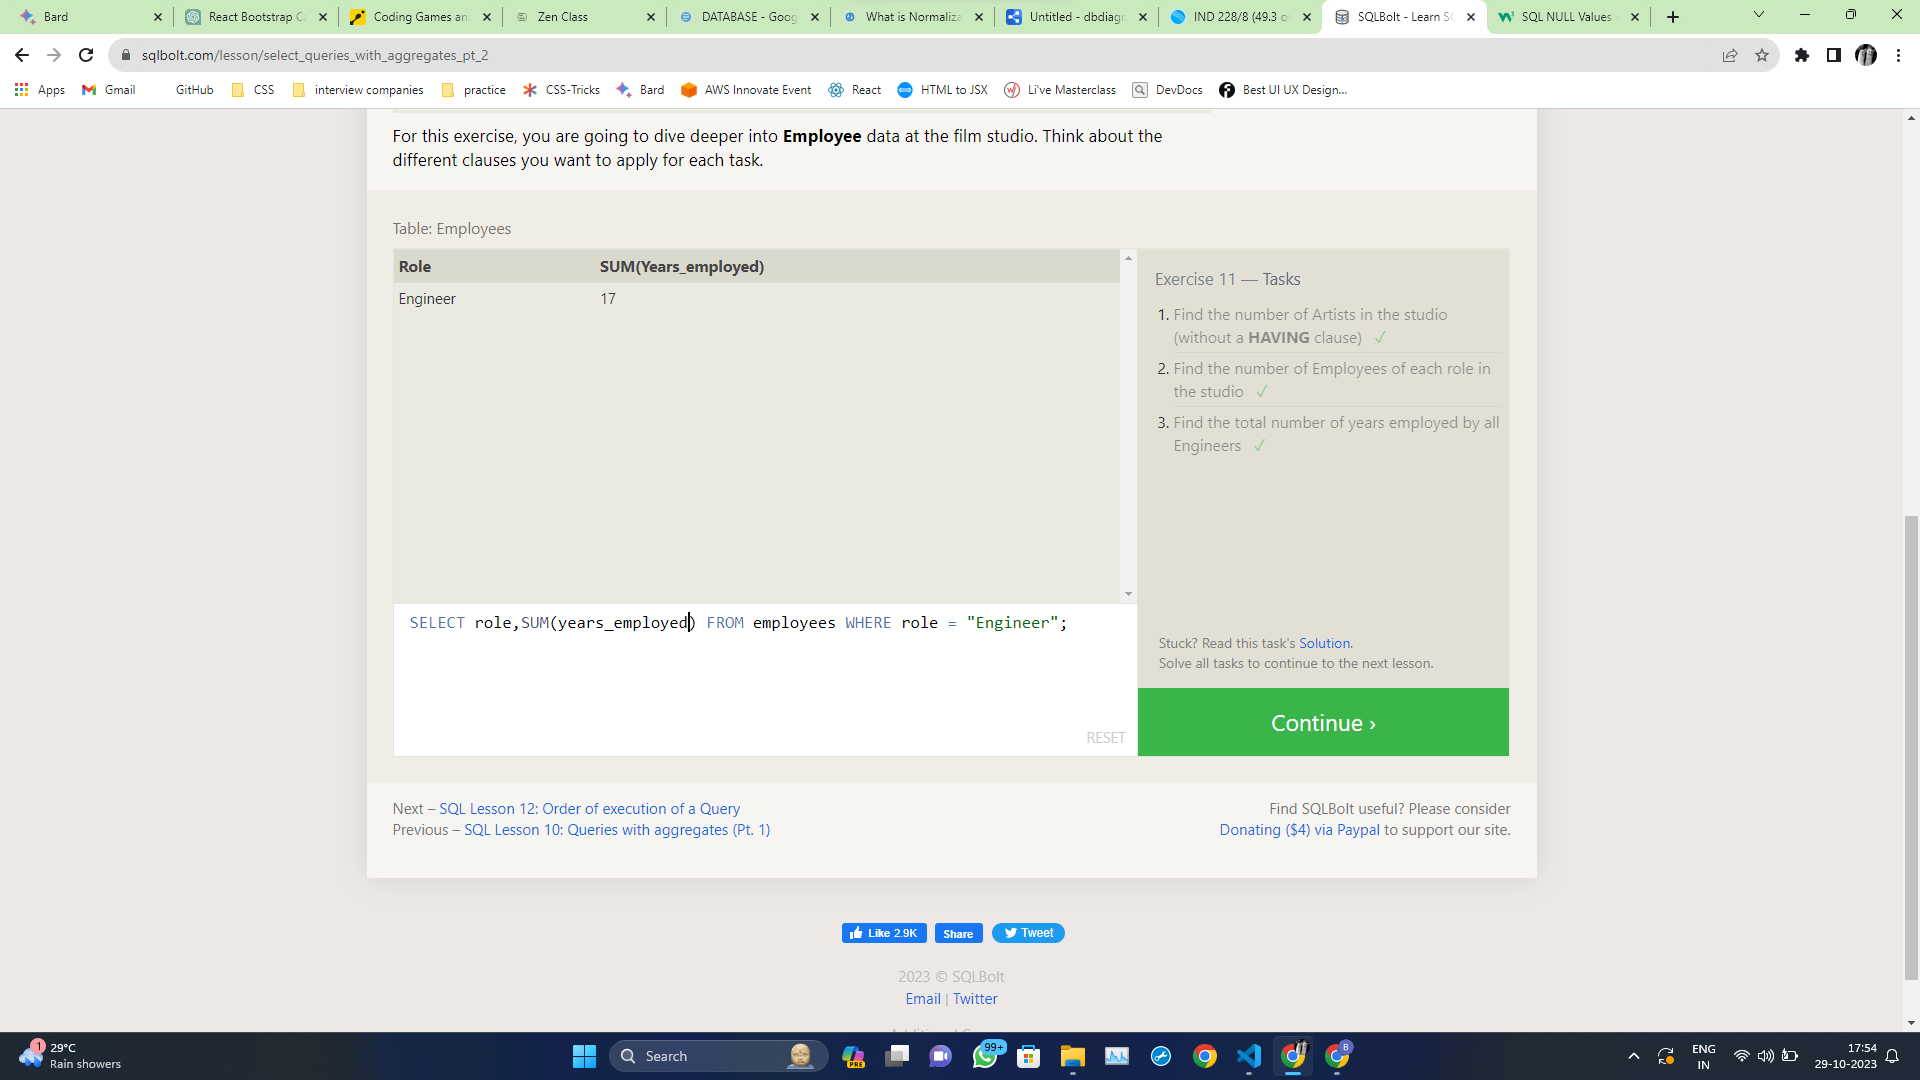 Bard
React Bootstrap C
Coding Games an
Zen Class
DATABASE - Goog
What is Normaliza
Untitled - dbdiagr
IND 228/8 (49.3 o
SQLBolt - Learn S
SQL NULL Values
sqlbolt.com/lesson/select_queries_with_aggregates_pt_2
Apps
Gmail
GitHub
CSS
interview companies
practice
CSS-Tricks
Bard
AWS Innovate Event
React
HTML to JSX
Li've Masterclass
DevDocs
Best UI UX Design...
For this exercise, you are going to dive deeper into Employee data at the film studio. Think about the
different clauses you want to apply for each task.
Table: Employees
Role SUM(Years_employed)
Engineer 17
Exercise 11 — Tasks
1. Find the number of Artists in the studio
(without a HAVING clause) ✓
2. Find the number of Employees of each role in
the studio ✓
3. Find the total number of years employed by all
Engineers ✓
SELECT role,SUM(years_employed) FROM employees WHERE role = "Engineer";
RESET
Stuck? Read this task's Solution.
Solve all tasks to continue to the next lesson.
Continue ›
Next – SQL Lesson 12: Order of execution of a Query
Previous – SQL Lesson 10: Queries with aggregates (Pt. 1)
Find SQLBolt useful? Please consider
Donating ($4) via Paypal to support our site.
Like 2.9K
Share
Tweet
2023 © SQLBolt
Email | Twitter
1
29°C
Rain showers
Search
PRE
99+
B
ENG
IN
17:54
29-10-2023